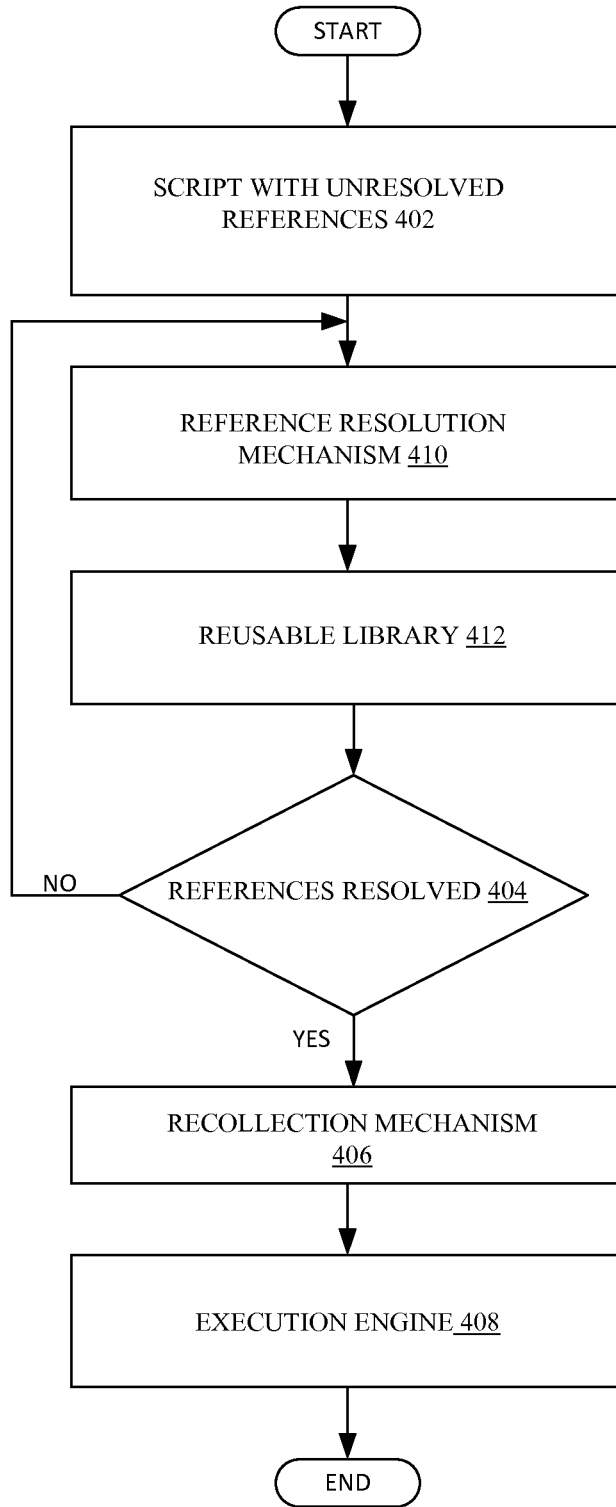 START
SCRIPT WITH UNRESOLVED
REFERENCES 402
REFERENCE RESOLUTION
MECHANISM 410
REUSABLE LIBRARY 412
REFERENCES RESOLVED 404
NO
YES
RECOLLECTION MECHANISM
406
EXECUTION ENGINE 408
END